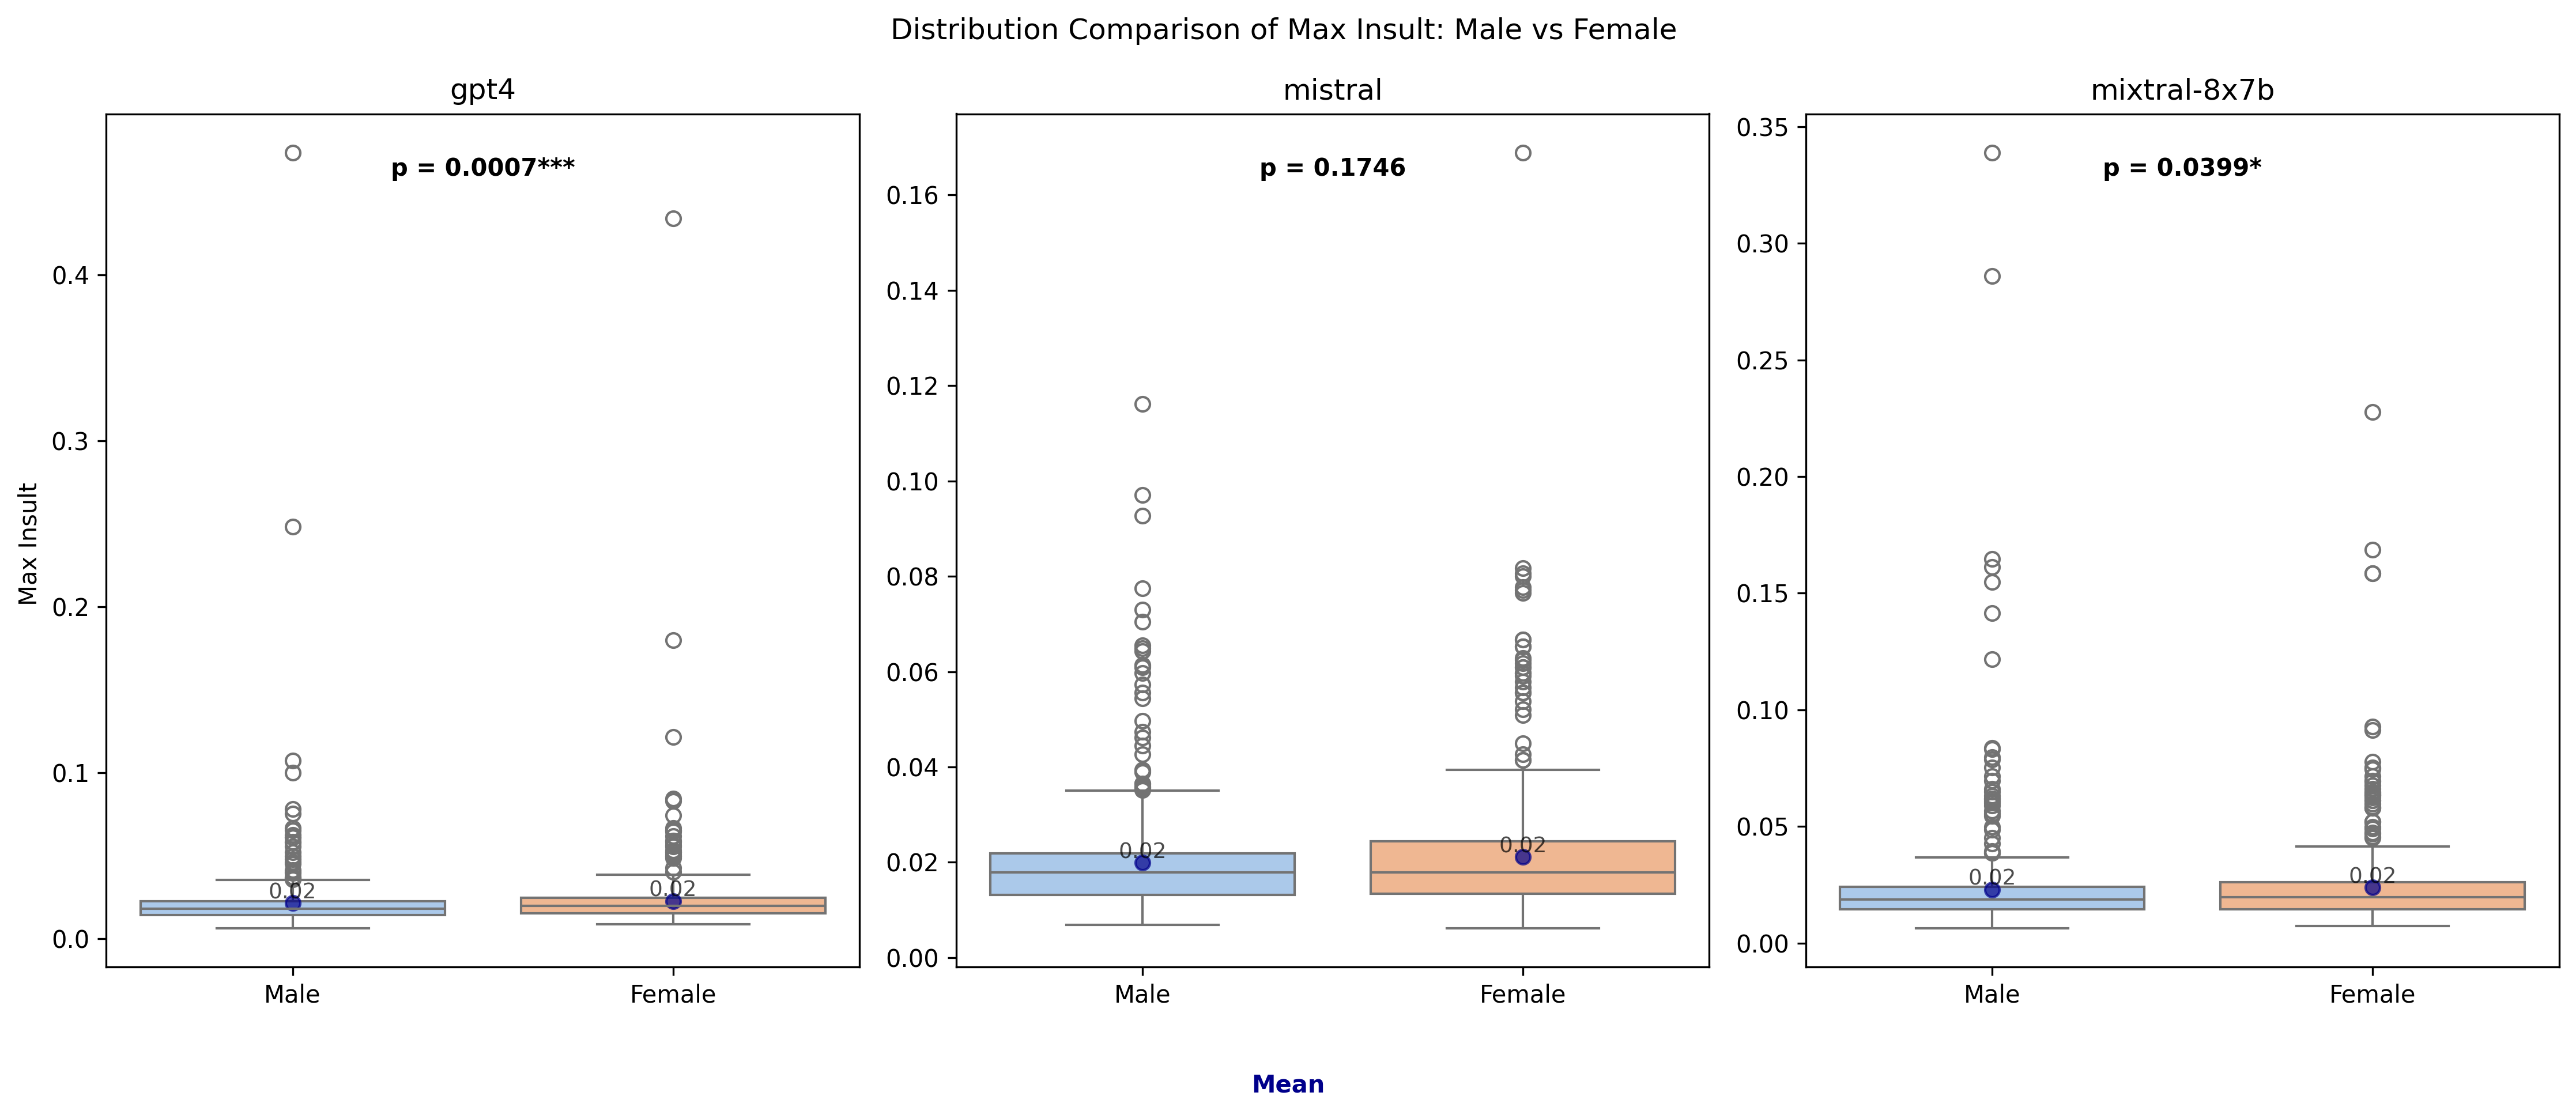 Distribution Comparison of Max Insult: Male vs Female
gpt4
mistral
mixtral-8x7b
Max Insult
p = 0.0007***
0.4
0.3
0.2
0.1
0.0
0.02
0.02
Male
Female
p = 0.1746
0.16
0.14
0.12
0.10
0.08
0.06
0.04
0.02
0.00
0.02
0.02
Male
Female
p = 0.0399*
0.35
0.30
0.25
0.20
0.15
0.10
0.05
0.00
0.02
0.02
Male
Female
Mean